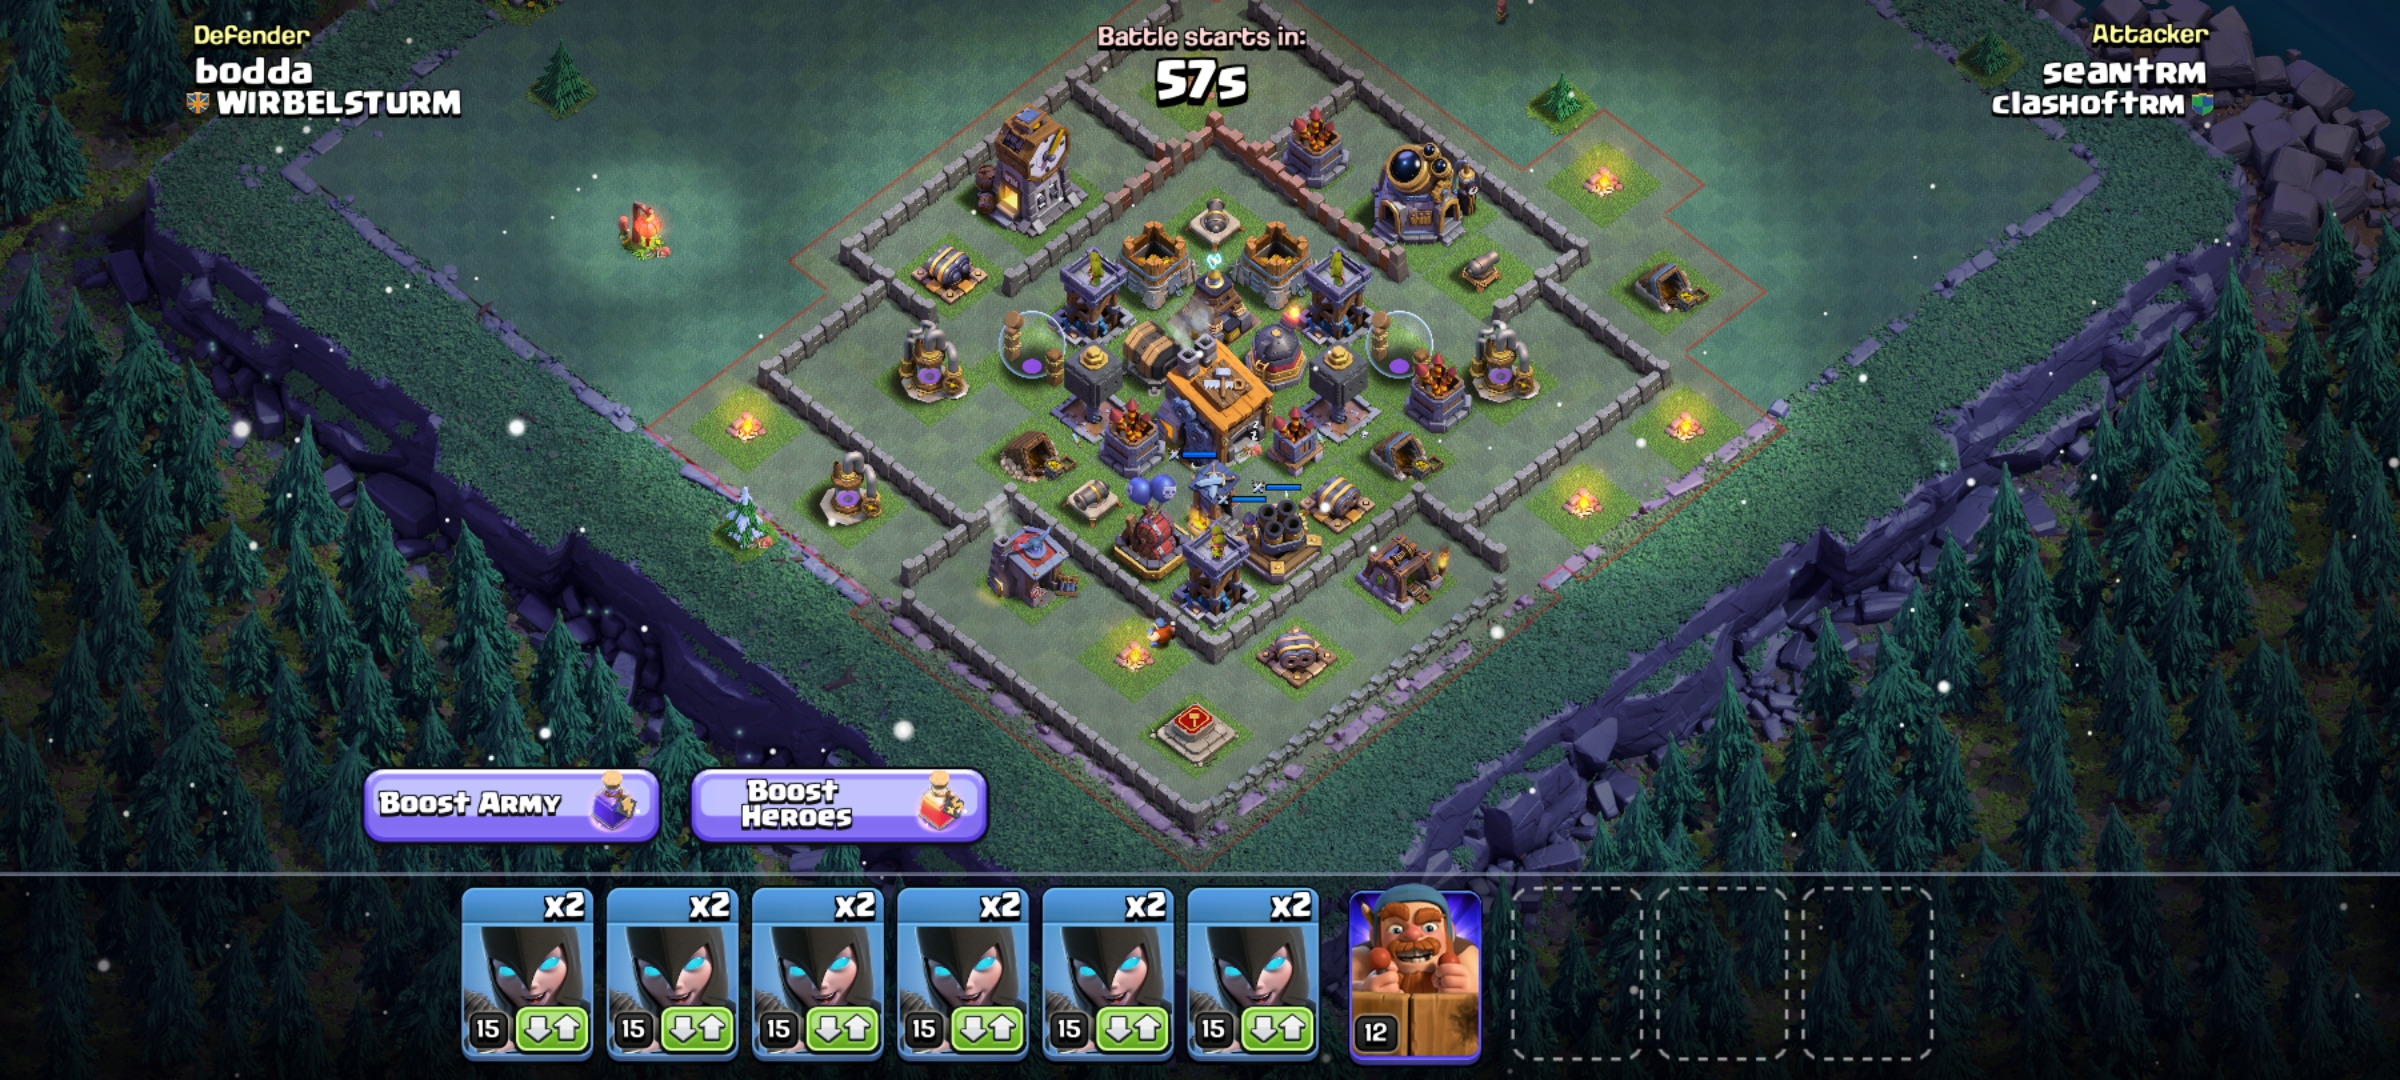 Defender
bodda
WIRBELSTURM
Battle starts in:
57s
Attacker
seantRM
clashoftRM
Boost Army
Boost
Heroes
x2
x2
x2
x2
x2
x2
15
15
15
15
15
15
12